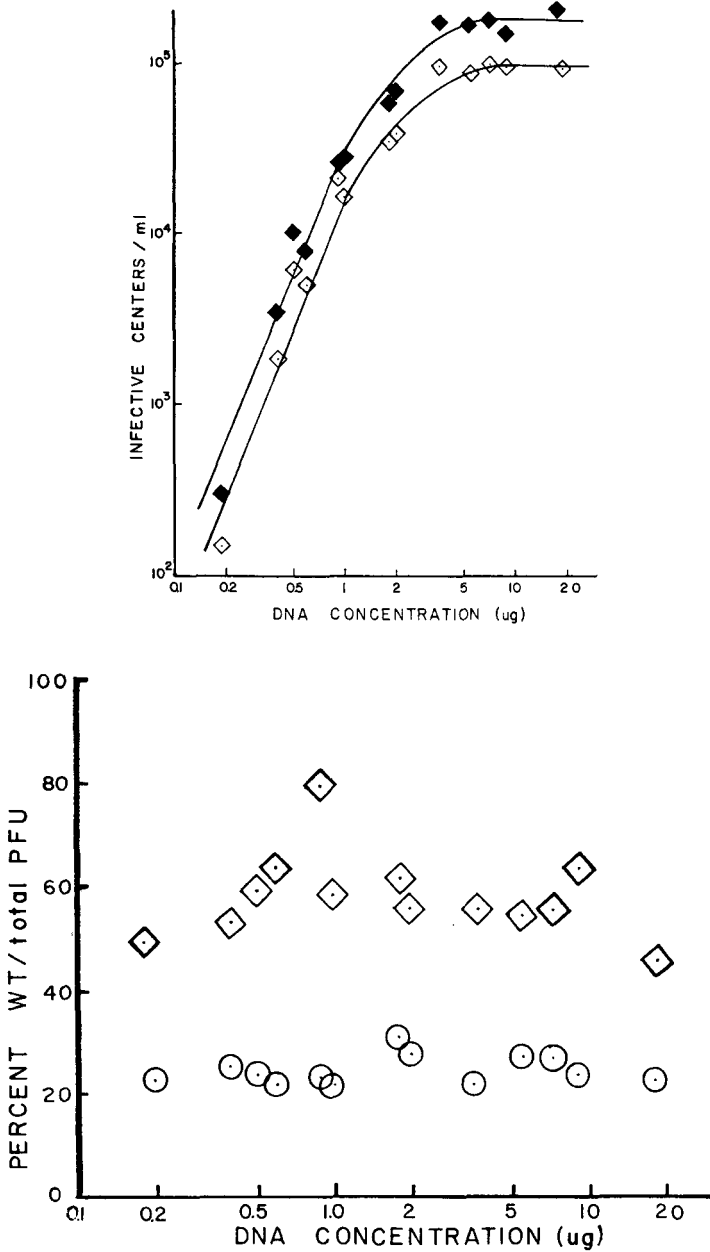 INFECTIVE CENTERS / ml
10⁵
10⁴
10³
10²
0.1 0.2 0.5 1 2 5 10 20
DNA CONCENTRATION (ug)
PERCENT WT/total PFU
100
80
60
40
20
0
0.1 0.2 0.5 1.0 2 5 10 20
DNA CONCENTRATION (ug)